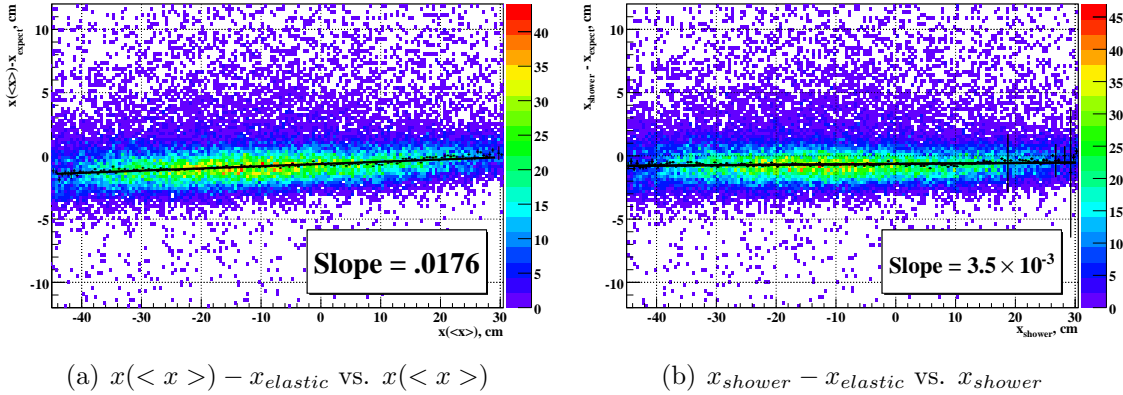 x(<x>)-x_expect, cm
10
5
0
-5
-10
-40 -30 -20 -10 0 10 20 30
x(<x>), cm
Slope = .0176
40
35
30
25
20
15
10
5
0
x_shower - x_expect, cm
10
5
0
-5
-10
-40 -30 -20 -10 0 10 20 30
x_shower, cm
Slope = 3.5 × 10^-3
45
40
35
30
25
20
15
10
5
0
(a) x(< x >) − x_elastic vs. x(< x >)
(b) x_shower − x_elastic vs. x_shower